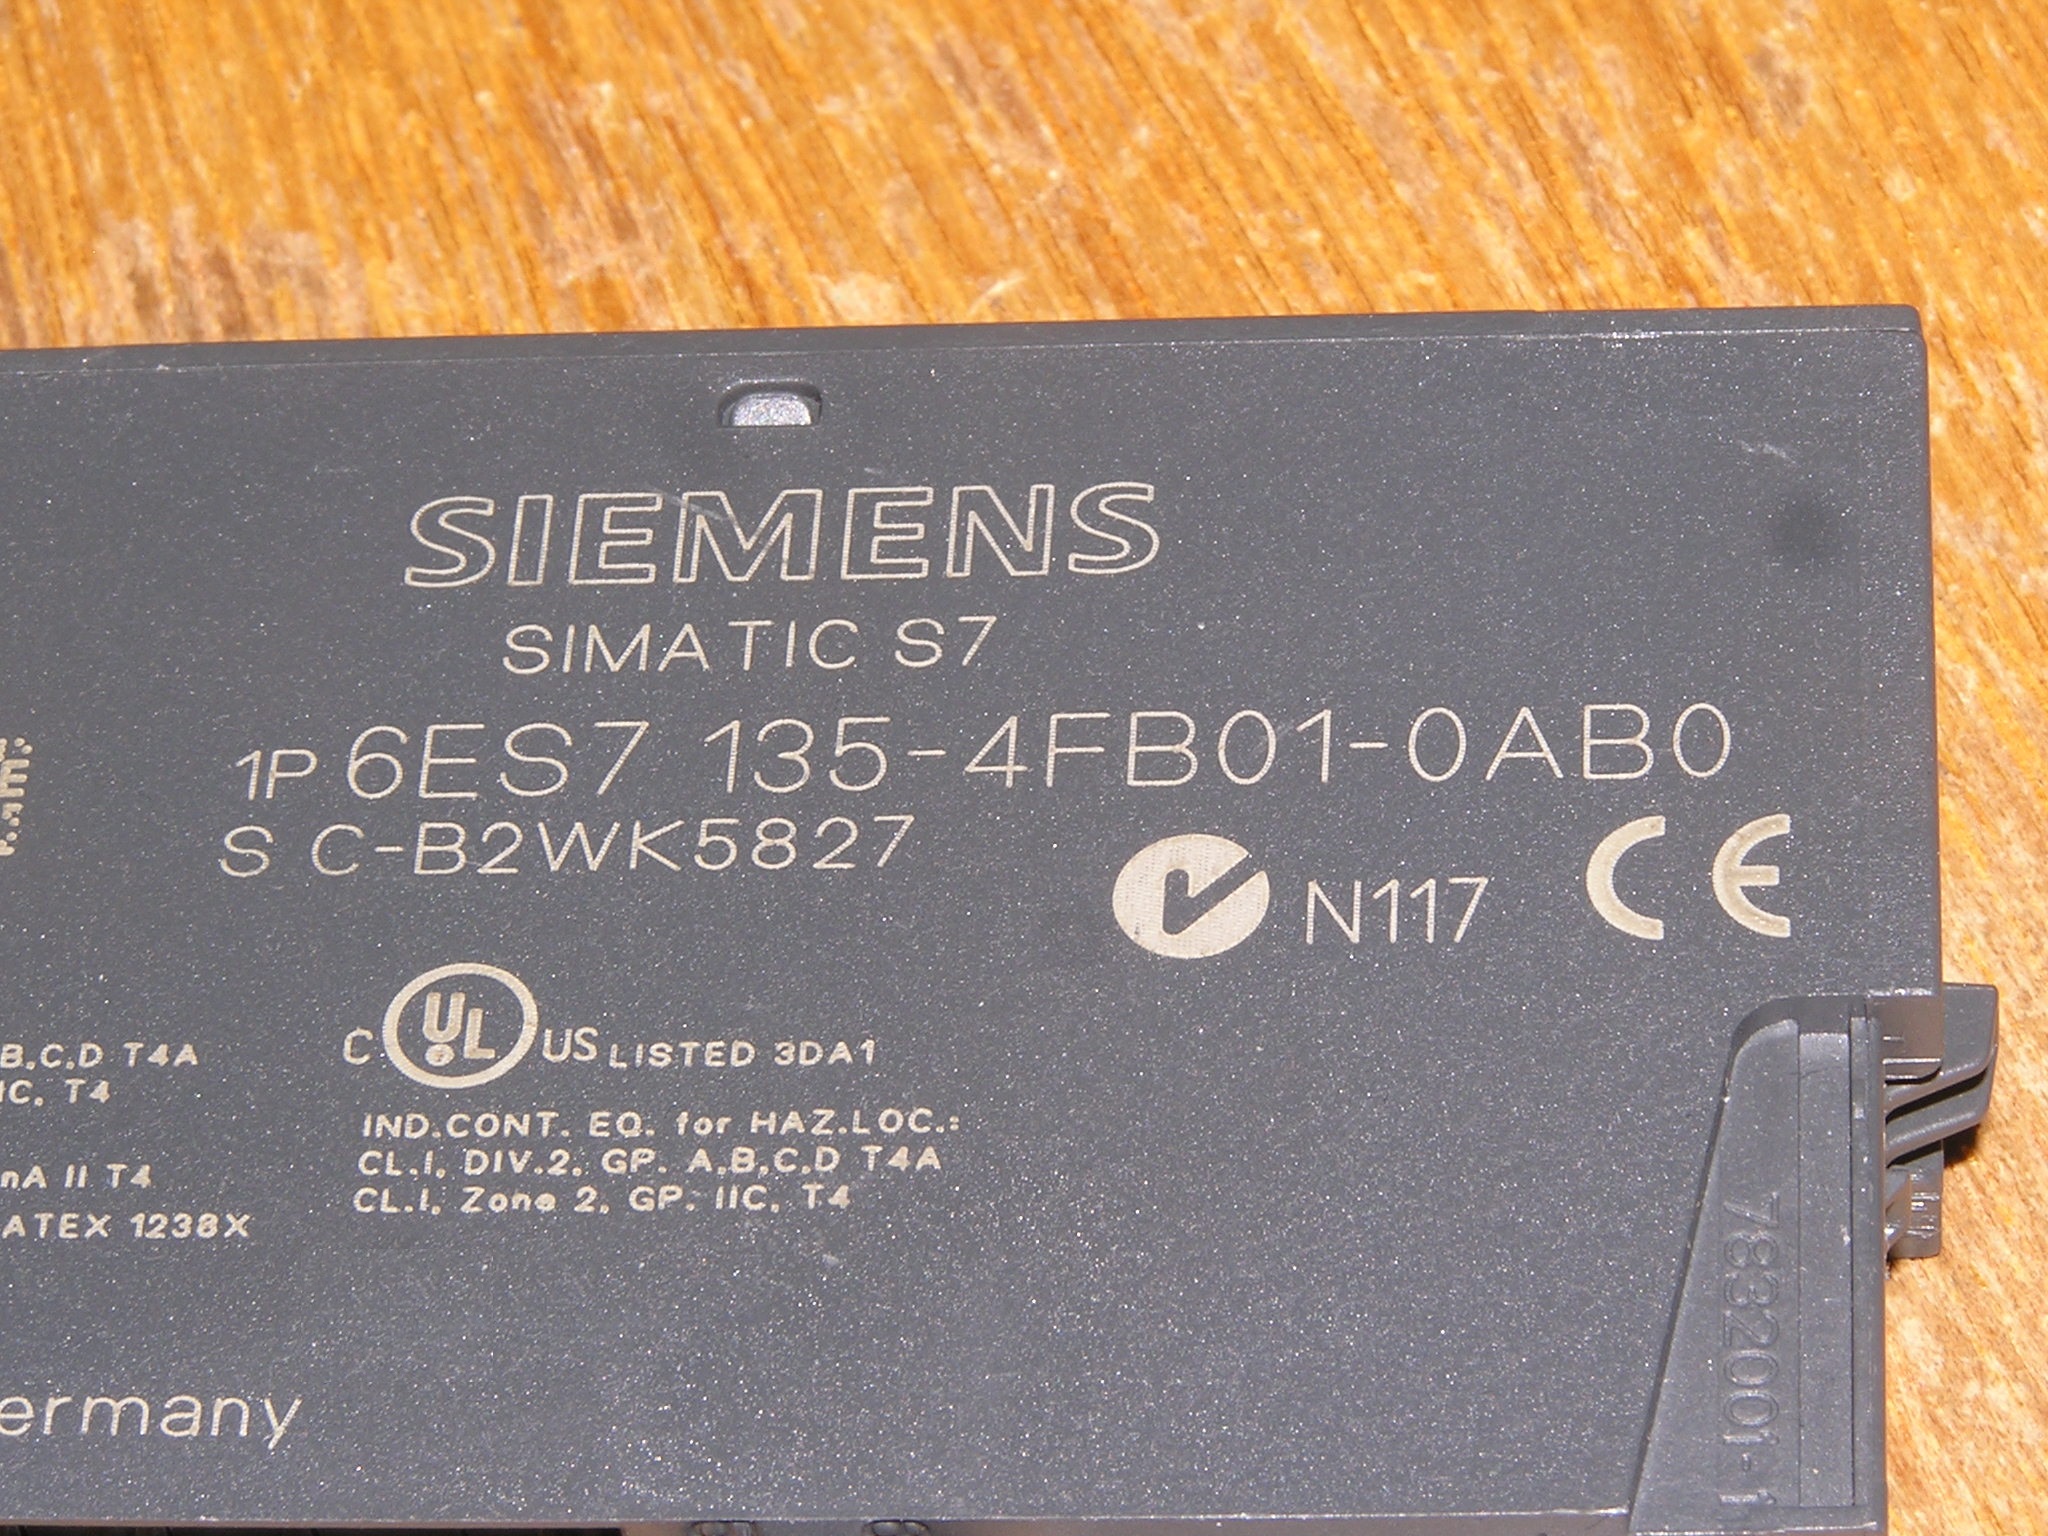 SIEMENS
SIMATIC S7
1P 6ES7 135-4FB01-0AB0
S C-B2WK5827
N117 CE
C UL US LISTED 3DA1
IND.CONT. EQ. for HAZ.LOC.:
CL.I, DIV.2, GP. A,B,C,D T4A
CL.I, Zone 2, GP. IIC, T4
B,C,D T4A
IC, T4
nA II T4
ATEX 1238X
ermany
7832001-1